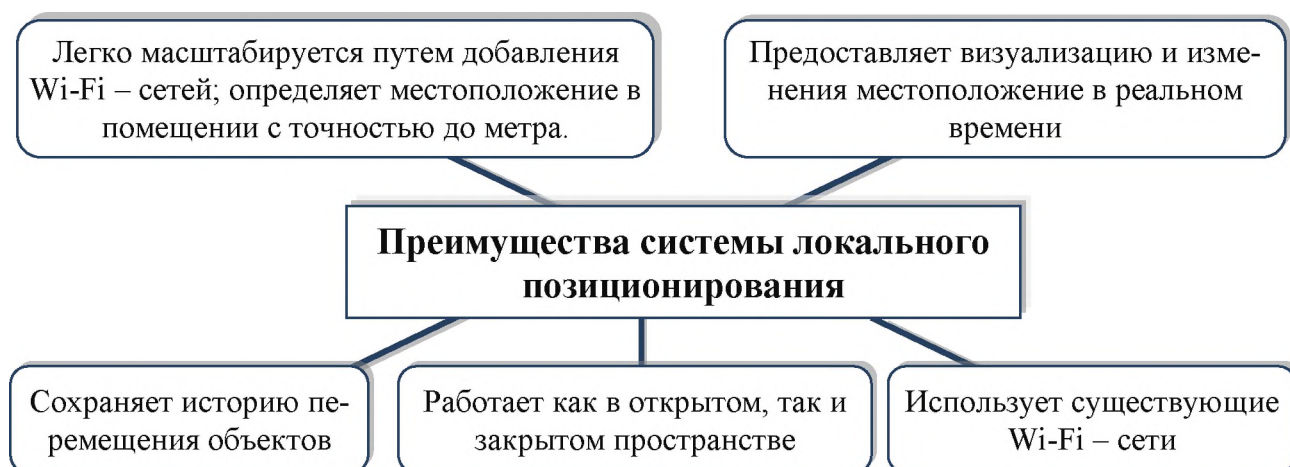 Легко масштабируется путем добавления
Wi-Fi – сетей; определяет местоположение в
помещении с точностью до метра.
Предоставляет визуализацию и изме-
нения местоположение в реальном
времени
Преимущества системы локального
позиционирования
Сохраняет историю пе-
ремещения объектов
Работает как в открытом, так и
закрытом пространстве
Использует существующие
Wi-Fi – сети